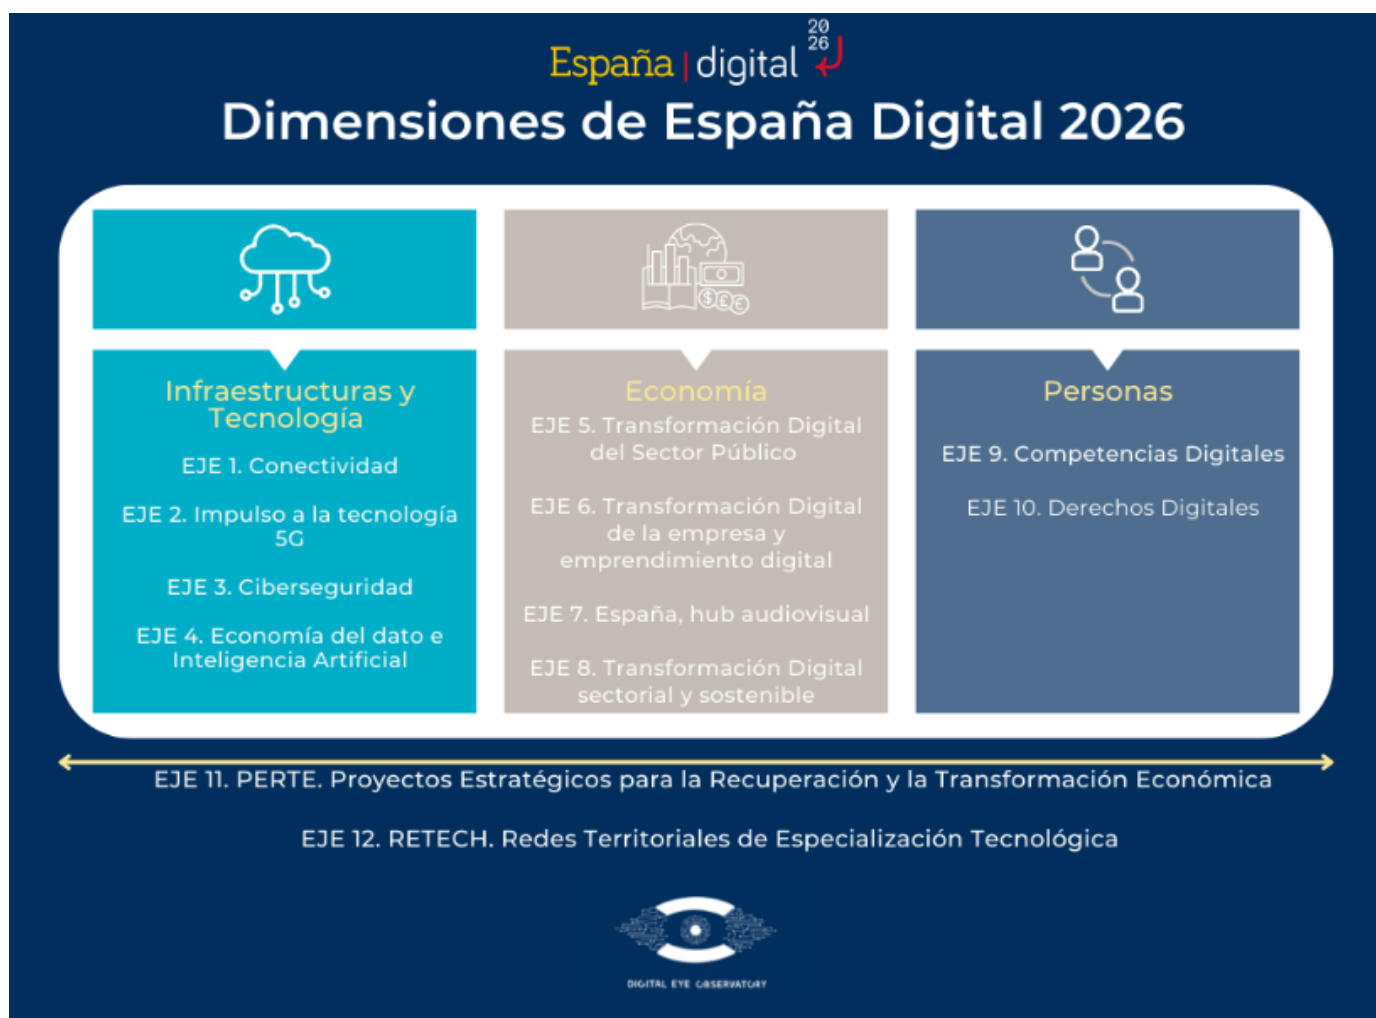 España | digital 20
26
Dimensiones de España Digital 2026
Infraestructuras y
Tecnología
EJE 1. Conectividad
EJE 2. Impulso a la tecnología
5G
EJE 3. Ciberseguridad
EJE 4. Economía del dato e
Inteligencia Artificial
Economía
EJE 5. Transformación Digital
del Sector Público
EJE 6. Transformación Digital
de la empresa y
emprendimiento digital
EJE 7. España, hub audiovisual
EJE 8. Transformación Digital
sectorial y sostenible
Personas
EJE 9. Competencias Digitales
EJE 10. Derechos Digitales
EJE 11. PERTE. Proyectos Estratégicos para la Recuperación y la Transformación Económica
EJE 12. RETECH. Redes Territoriales de Especialización Tecnológica
DIGITAL EYE OBSERVATORY